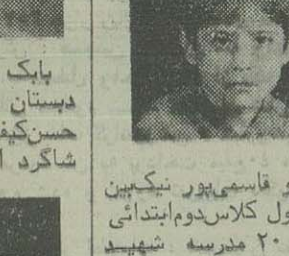 و قاسمی‌پور نیک‌بین
ول کلاس‌دوم‌ابتدائی
۲۰ مدرسه شهید
بابک
دبستان
حسن‌کیف
شاگرد ا